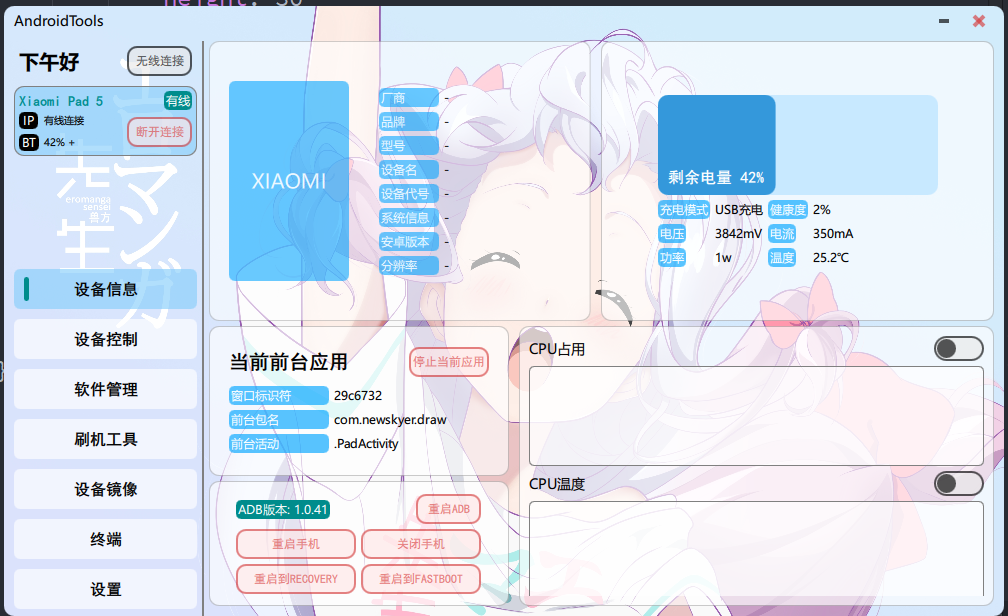 height: 30
AndroidTools
下午好
无线连接
Xiaomi Pad 5
有线
IP 有线连接
断开连接
BT 42% +
eromanga
sensei
兽方
设备信息
设备控制
软件管理
刷机工具
设备镜像
终端
设置
XIAOMI
厂商 -
品牌 -
型号 -
设备名 -
设备代号 -
系统信息 -
安卓版本 -
分辨率 -
剩余电量 42%
充电模式 USB充电 健康度 2%
电压 3842mV 电流 350mA
功率 1w 温度 25.2℃
当前前台应用
停止当前应用
窗口标识符 29c6732
前台包名 com.newskyer.draw
前台活动 .PadActivity
ADB版本: 1.0.41
重启ADB
重启手机 关闭手机
重启到RECOVERY 重启到FASTBOOT
CPU占用
CPU温度